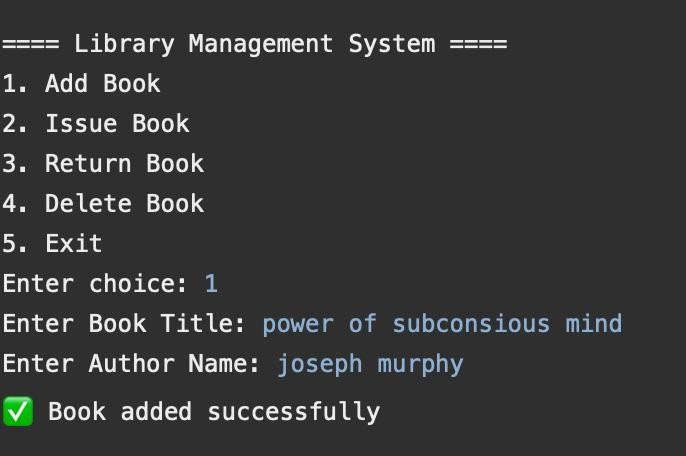 ==== Library Management System ====
1. Add Book
2. Issue Book
3. Return Book
4. Delete Book
5. Exit
Enter choice: 1
Enter Book Title: power of subconsious mind
Enter Author Name: joseph murphy
✅ Book added successfully